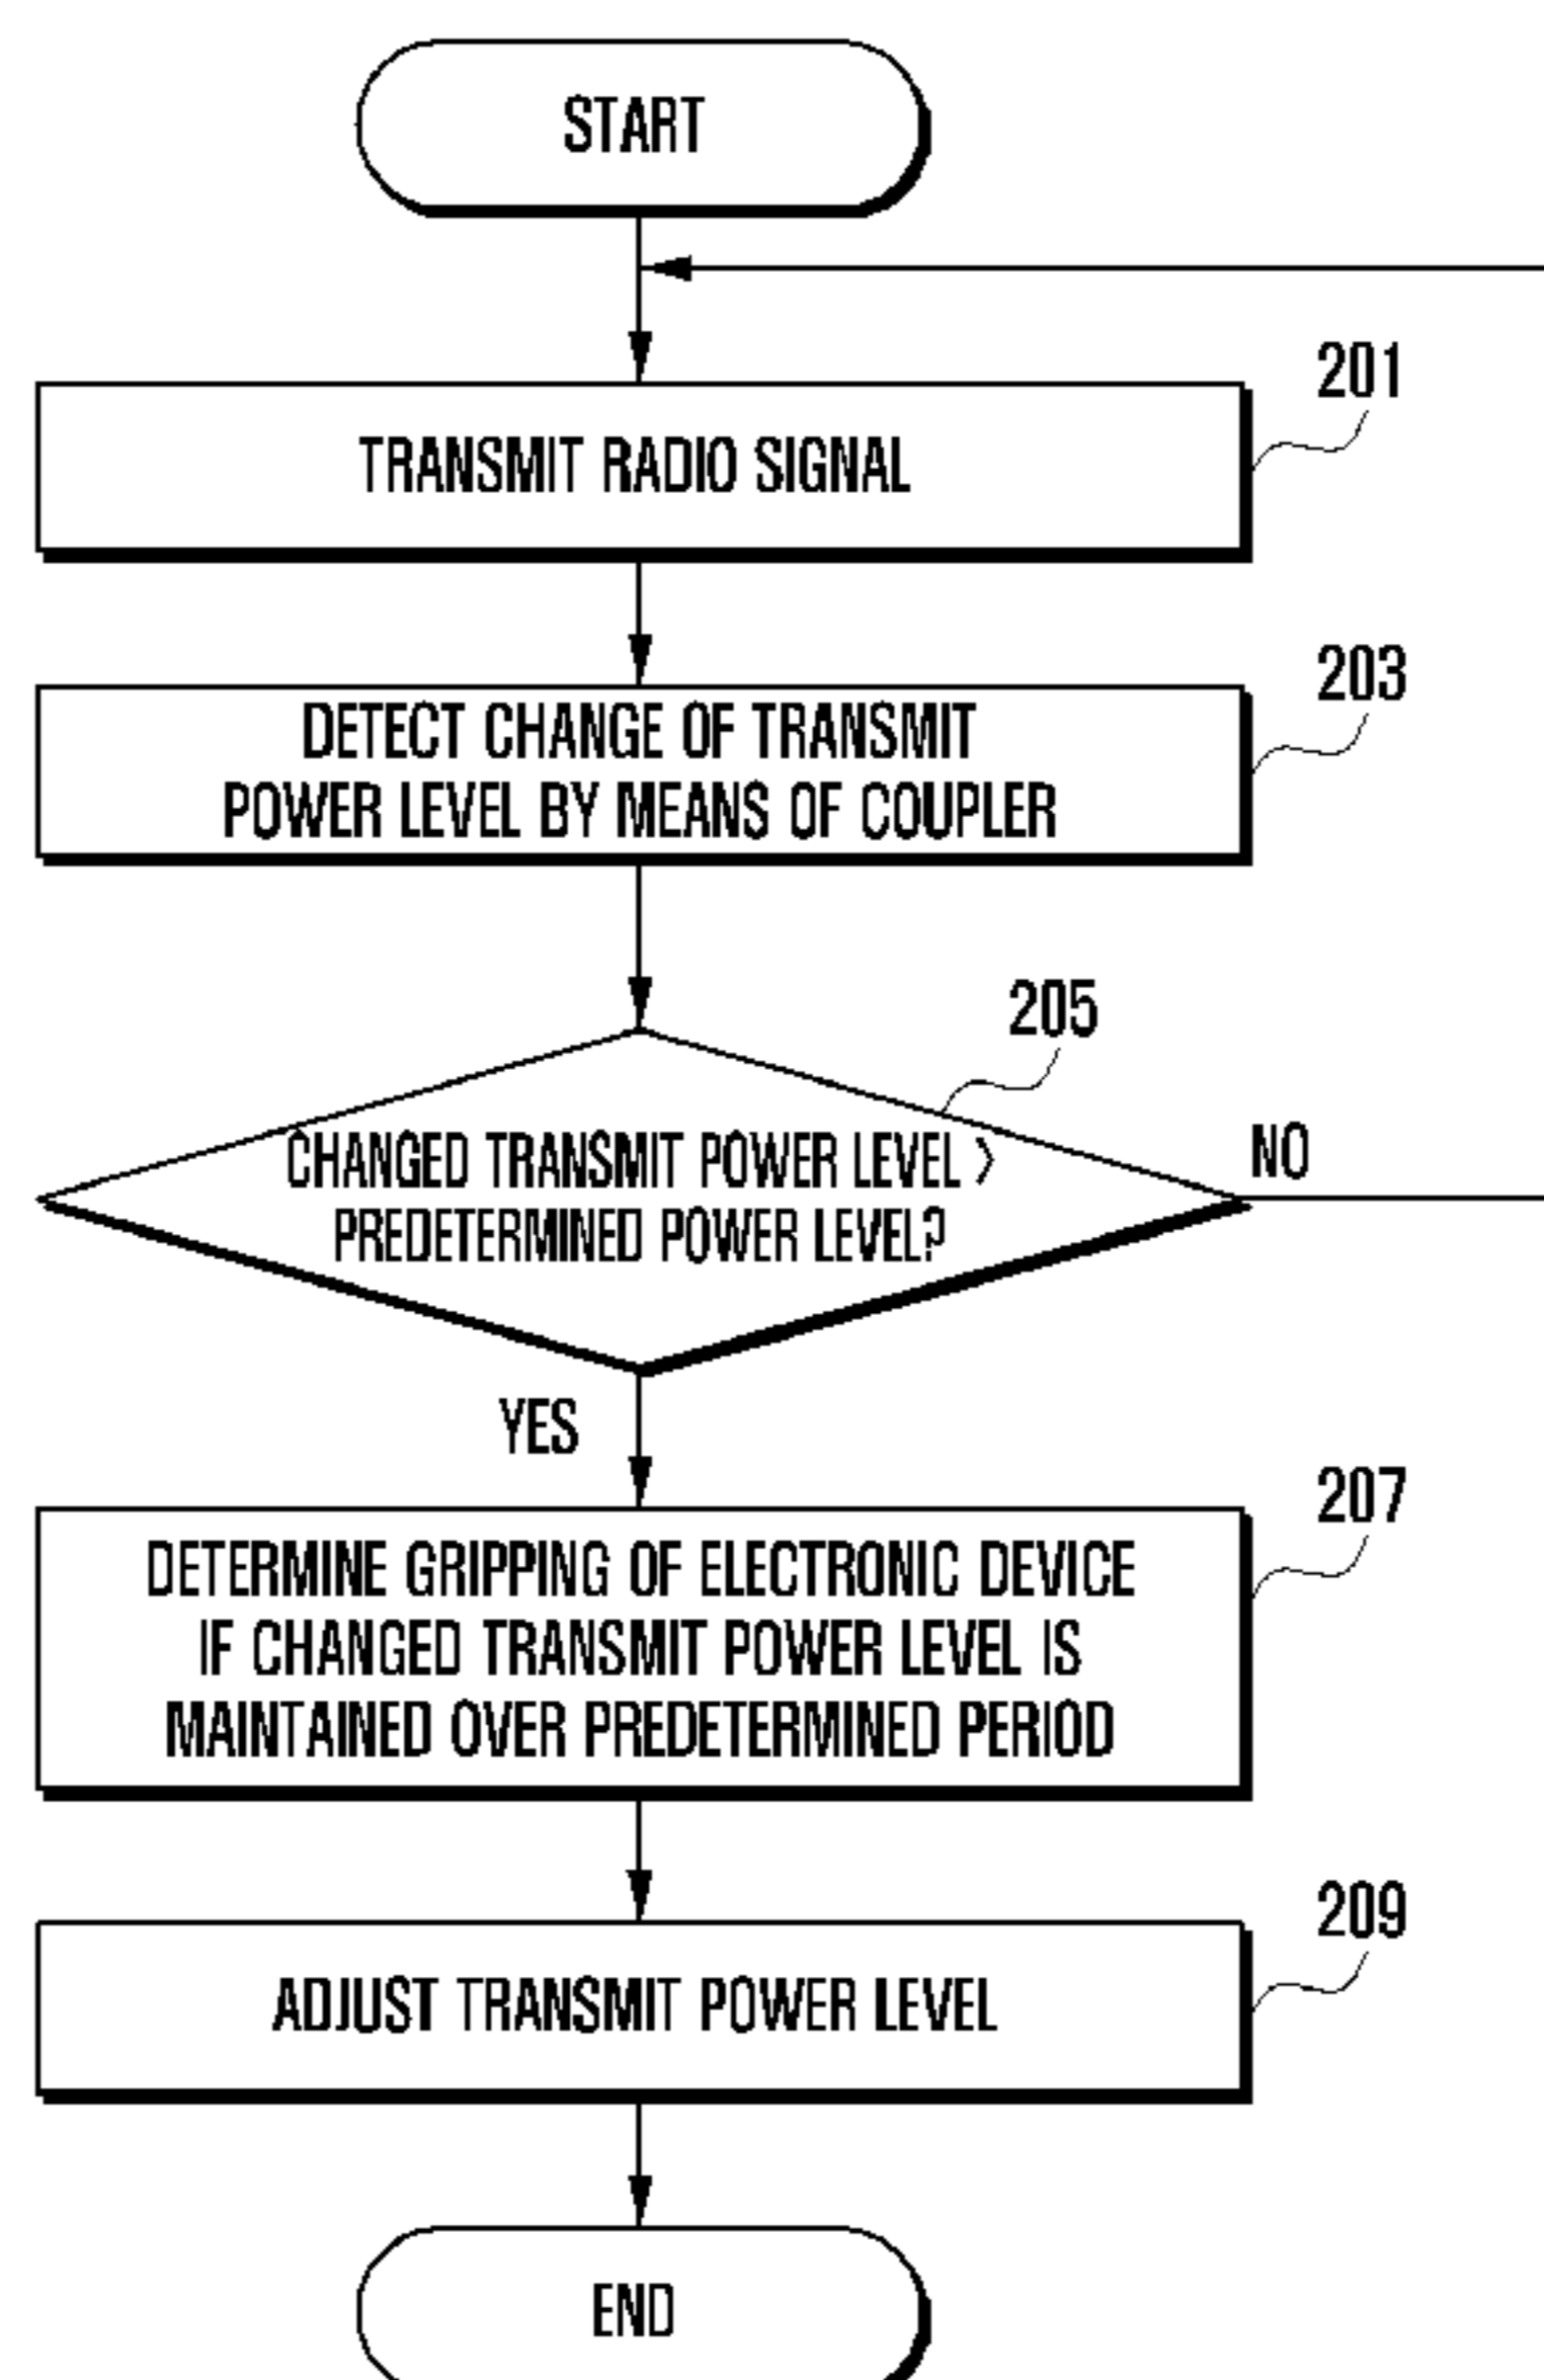 START
201
TRANSMIT RADIO SIGNAL
203
DETECT CHANGE OF TRANSMIT
POWER LEVEL BY MEANS OF COUPLER
205
CHANGED TRANSMIT POWER LEVEL >
PREDETERMINED POWER LEVEL?
NO
YES
207
DETERMINE GRIPPING OF ELECTRONIC DEVICE
IF CHANGED TRANSMIT POWER LEVEL IS
MAINTAINED OVER PREDETERMINED PERIOD
209
ADJUST TRANSMIT POWER LEVEL
END